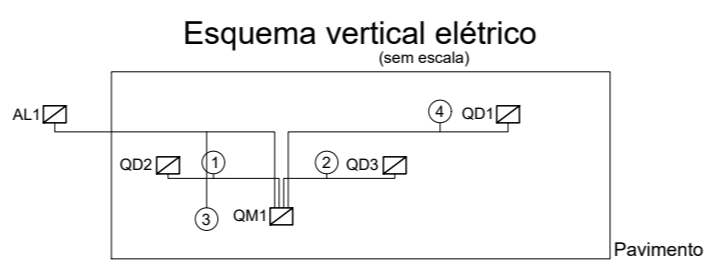 Esquema vertical elétrico
(sem escala)
AL1
4 QD1
QD2 1
2 QD3
3
QM1
Pavimento